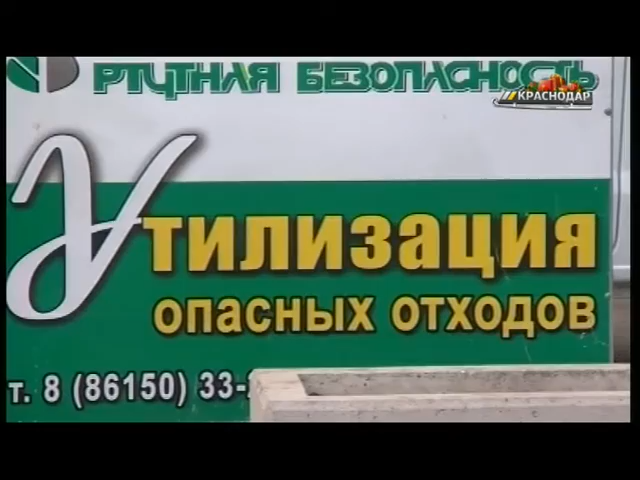 РТУТНАЯ БЕЗОПАСНОСТЬ
КРАСНОДАР
Утилизация
опасных отходов
т. 8 (86150) 33-